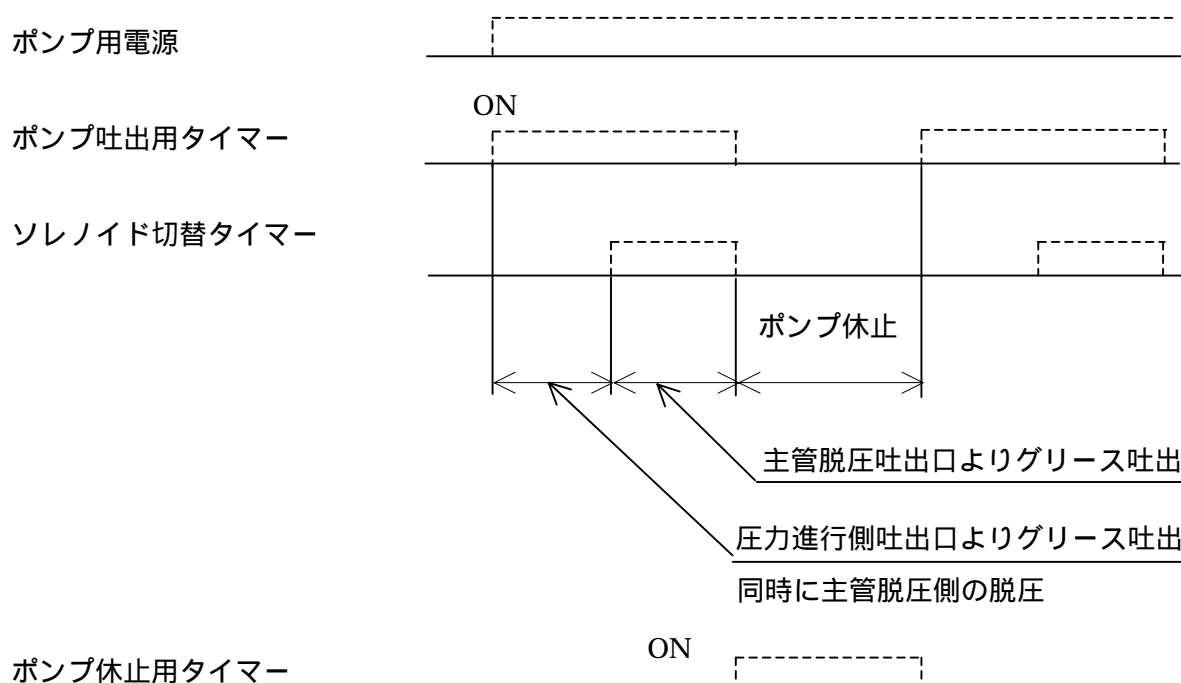 ポンプ用電源
ON
ポンプ吐出用タイマー
ソレノイド切替タイマー
ポンプ休止
主管脱圧吐出口よりグリース吐出
圧力進行側吐出口よりグリース吐出
同時に主管脱圧側の脱圧
ON
ポンプ休止用タイマー